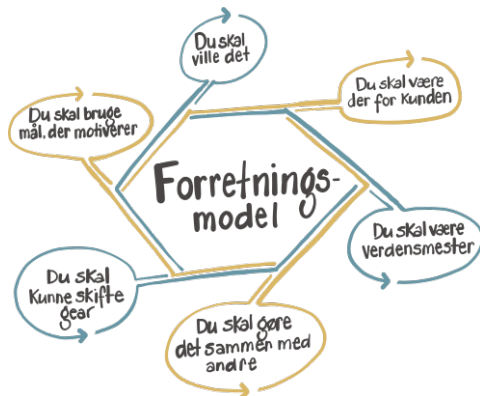 Du skal
ville det
Du skal være
der for kunden
Du skal bruge
mål, der motiverer
Forretnings-
model
Du skal være
verdensmester
Du skal
kunne skifte
gear
Du skal gøre
det sammen med
andre